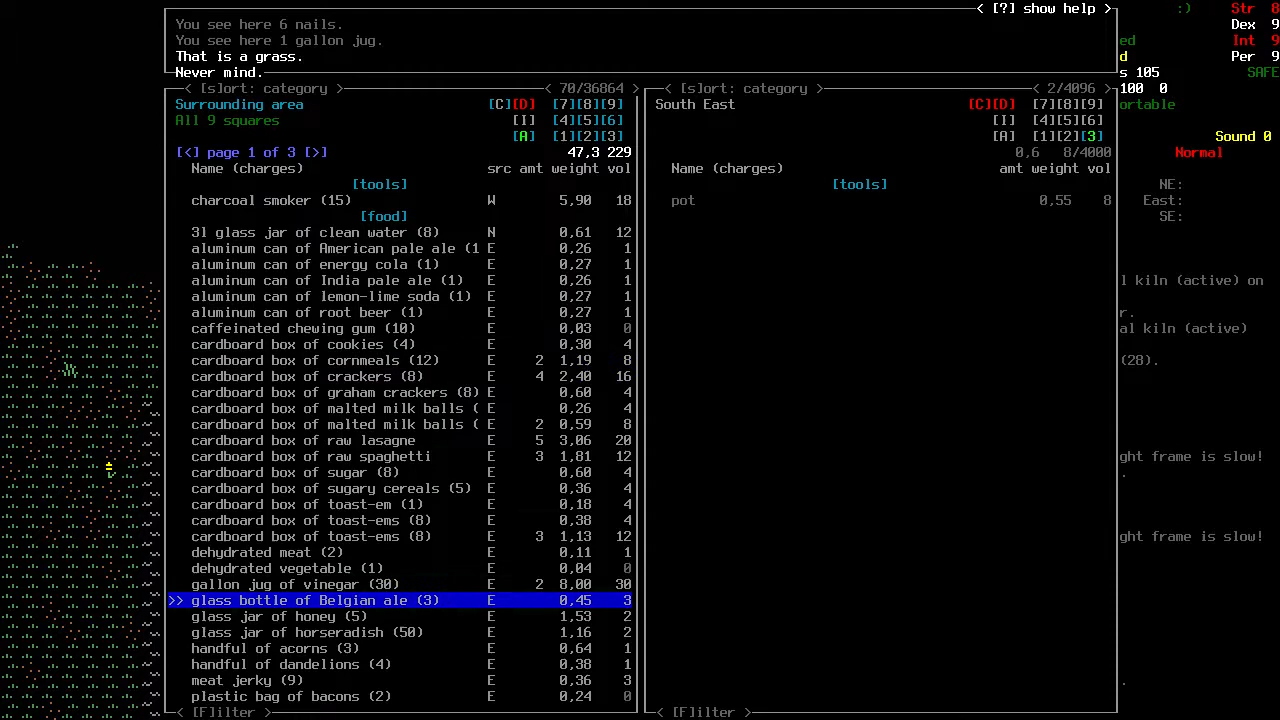 You see here 6 nails.
You see here 1 gallon jug.
That is a grass.
Never mind.
< [?] show help >
:)
Str 8
Dex 9
Int 9
Per 9
ed
d
s 105
SAFE
100 0
ortable
Sound 0
Normal
NE:
East:
SE:
l kiln (active) on
r.
al kiln (active)
(28).
ght frame is slow!
.
ght frame is slow!
.
< [s]ort: category >
70/36864 >
Surrounding area
[C][D] [7][8][9]
All 9 squares
[I] [4][5][6]
[A] [1][2][3]
[<] page 1 of 3 [>]
47,3 229
Name (charges) src amt weight vol
[tools]
charcoal smoker (15) W 5,90 18
[food]
3l glass jar of clean water (8) N 0,61 12
aluminum can of American pale ale (1 E 0,26 1
aluminum can of energy cola (1) E 0,27 1
aluminum can of India pale ale (1) E 0,26 1
aluminum can of lemon-lime soda (1) E 0,27 1
aluminum can of root beer (1) E 0,27 1
caffeinated chewing gum (10) E 0,03 0
cardboard box of cookies (4) E 0,30 4
cardboard box of cornmeals (12) E 2 1,19 8
cardboard box of crackers (8) E 4 2,40 16
cardboard box of graham crackers (8) E 0,60 4
cardboard box of malted milk balls ( E 0,26 4
cardboard box of malted milk balls ( E 2 0,59 8
cardboard box of raw lasagne E 5 3,06 20
cardboard box of raw spaghetti E 3 1,81 12
cardboard box of sugar (8) E 0,60 4
cardboard box of sugary cereals (5) E 0,36 4
cardboard box of toast-em (1) E 0,18 4
cardboard box of toast-ems (8) E 0,38 4
cardboard box of toast-ems (8) E 3 1,13 12
dehydrated meat (2) E 0,11 1
dehydrated vegetable (1) E 0,04 0
gallon jug of vinegar (30) E 2 8,00 30
>> glass bottle of Belgian ale (3) E 0,45 3
glass jar of honey (5) E 1,53 2
glass jar of horseradish (50) E 1,16 2
handful of acorns (3) E 0,64 1
handful of dandelions (4) E 0,38 1
meat jerky (9) E 0,36 3
plastic bag of bacons (2) E 0,24 0
< [F]ilter >
< [s]ort: category >
< 2/4096 >
South East
[C][D] [7][8][9]
[I] [4][5][6]
[A] [1][2][3]
0,6 8/4000
Name (charges) amt weight vol
[tools]
pot 0,55 8
< [F]ilter >